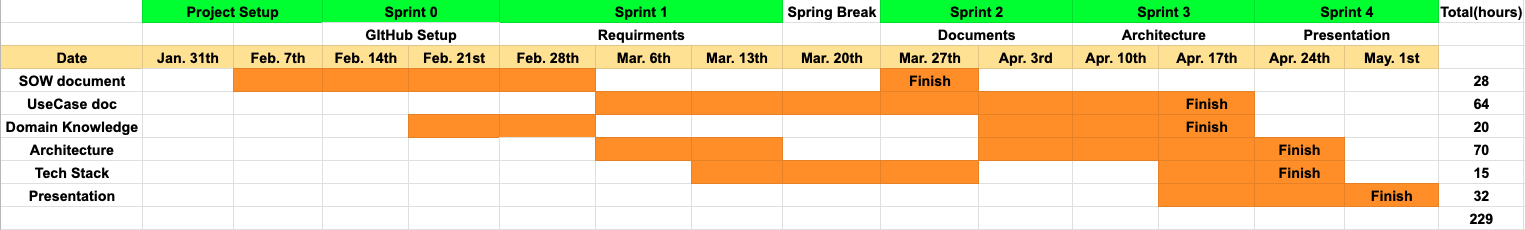 Project Setup Sprint 0 Sprint 1 Spring Break Sprint 2 Sprint 3 Sprint 4 Total(hours)
GItHub Setup Requirments Documents Architecture Presentation
Date Jan. 31th Feb. 7th Feb. 14th Feb. 21st Feb. 28th Mar. 6th Mar. 13th Mar. 20th Mar. 27th Apr. 3rd Apr. 10th Apr. 17th Apr. 24th May. 1st
SOW document Finish 28
UseCase doc Finish 64
Domain Knowledge Finish 20
Architecture Finish 70
Tech Stack Finish 15
Presentation Finish 32
229